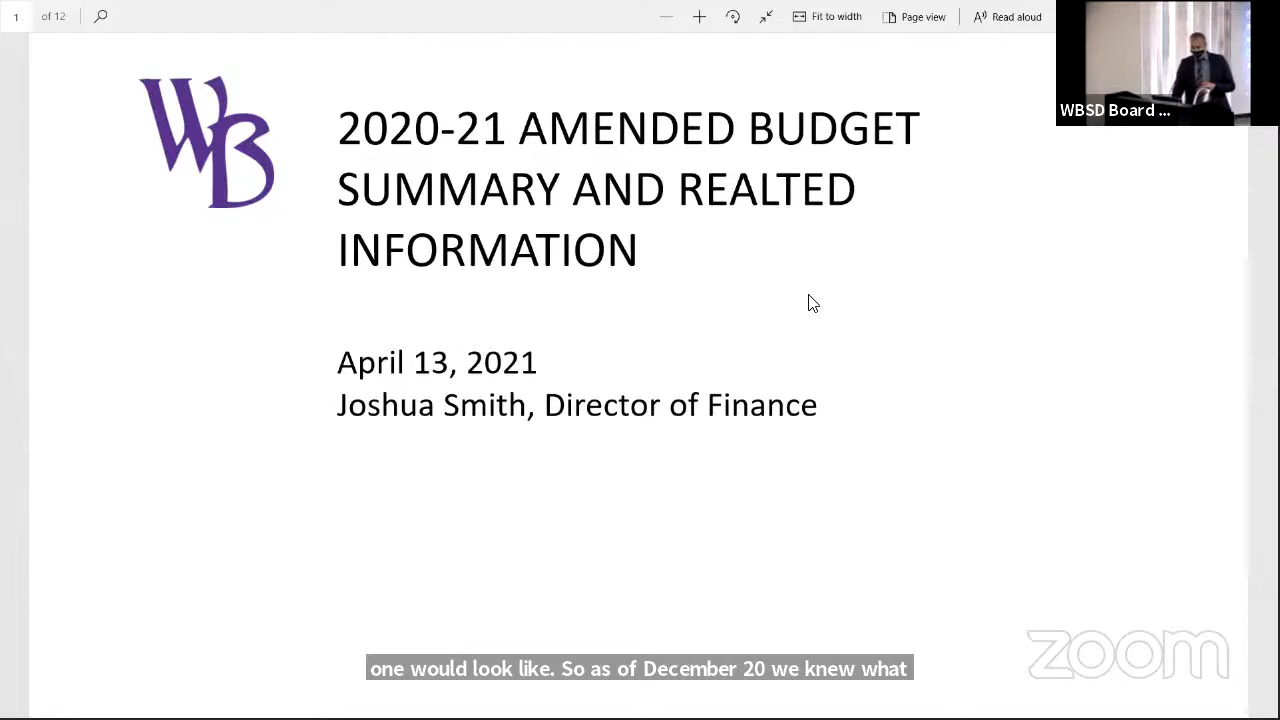 1 of 12 Fit to width Page view Read aloud
WBSD Board ...
WB
2020-21 AMENDED BUDGET
SUMMARY AND REALTED
INFORMATION
April 13, 2021
Joshua Smith, Director of Finance
zoom
one would look like. So as of December 20 we knew what